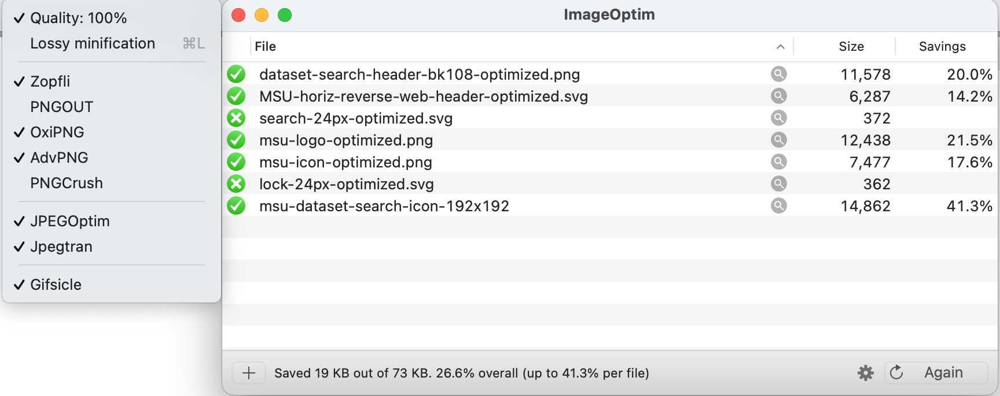 Quality: 100%
Lossy minification ⌘L
Zopfli
PNGOUT
OxiPNG
AdvPNG
PNGCrush
JPEGOptim
Jpegtran
Gifsicle
ImageOptim
File Size Savings
dataset-search-header-bk108-optimized.png 11,578 20.0%
MSU-horiz-reverse-web-header-optimized.svg 6,287 14.2%
search-24px-optimized.svg 372
msu-logo-optimized.png 12,438 21.5%
msu-icon-optimized.png 7,477 17.6%
lock-24px-optimized.svg 362
msu-dataset-search-icon-192x192 14,862 41.3%
Saved 19 KB out of 73 KB. 26.6% overall (up to 41.3% per file) Again